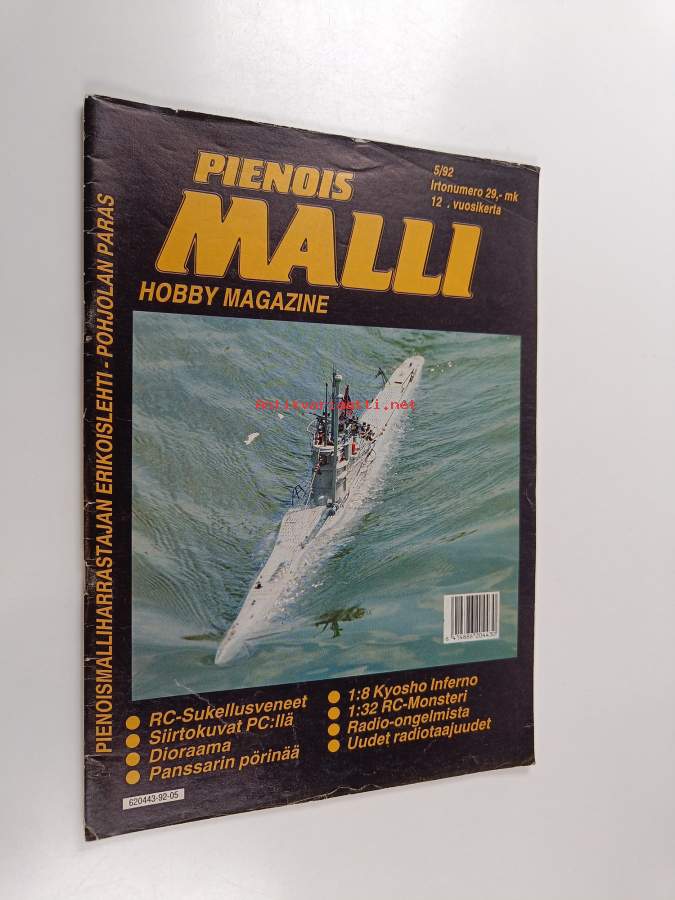 PIENOIS
MALLI
HOBBY MAGAZINE
5/92
Irtonumero 29,- mk
12 . vuosikerta
PIENOISMALLIHARRASTAJAN ERIKOISLEHTI - POHJOLAN PARAS
Antikvariaatti.net
● RC-Sukellusveneet
● Siirtokuvat PC:llä
● Dioraama
● Panssarin pörinää
● 1:8 Kyosho Inferno
● 1:32 RC-Monsteri
● Radio-ongelmista
● Uudet radiotaajuudet
620443-92-05